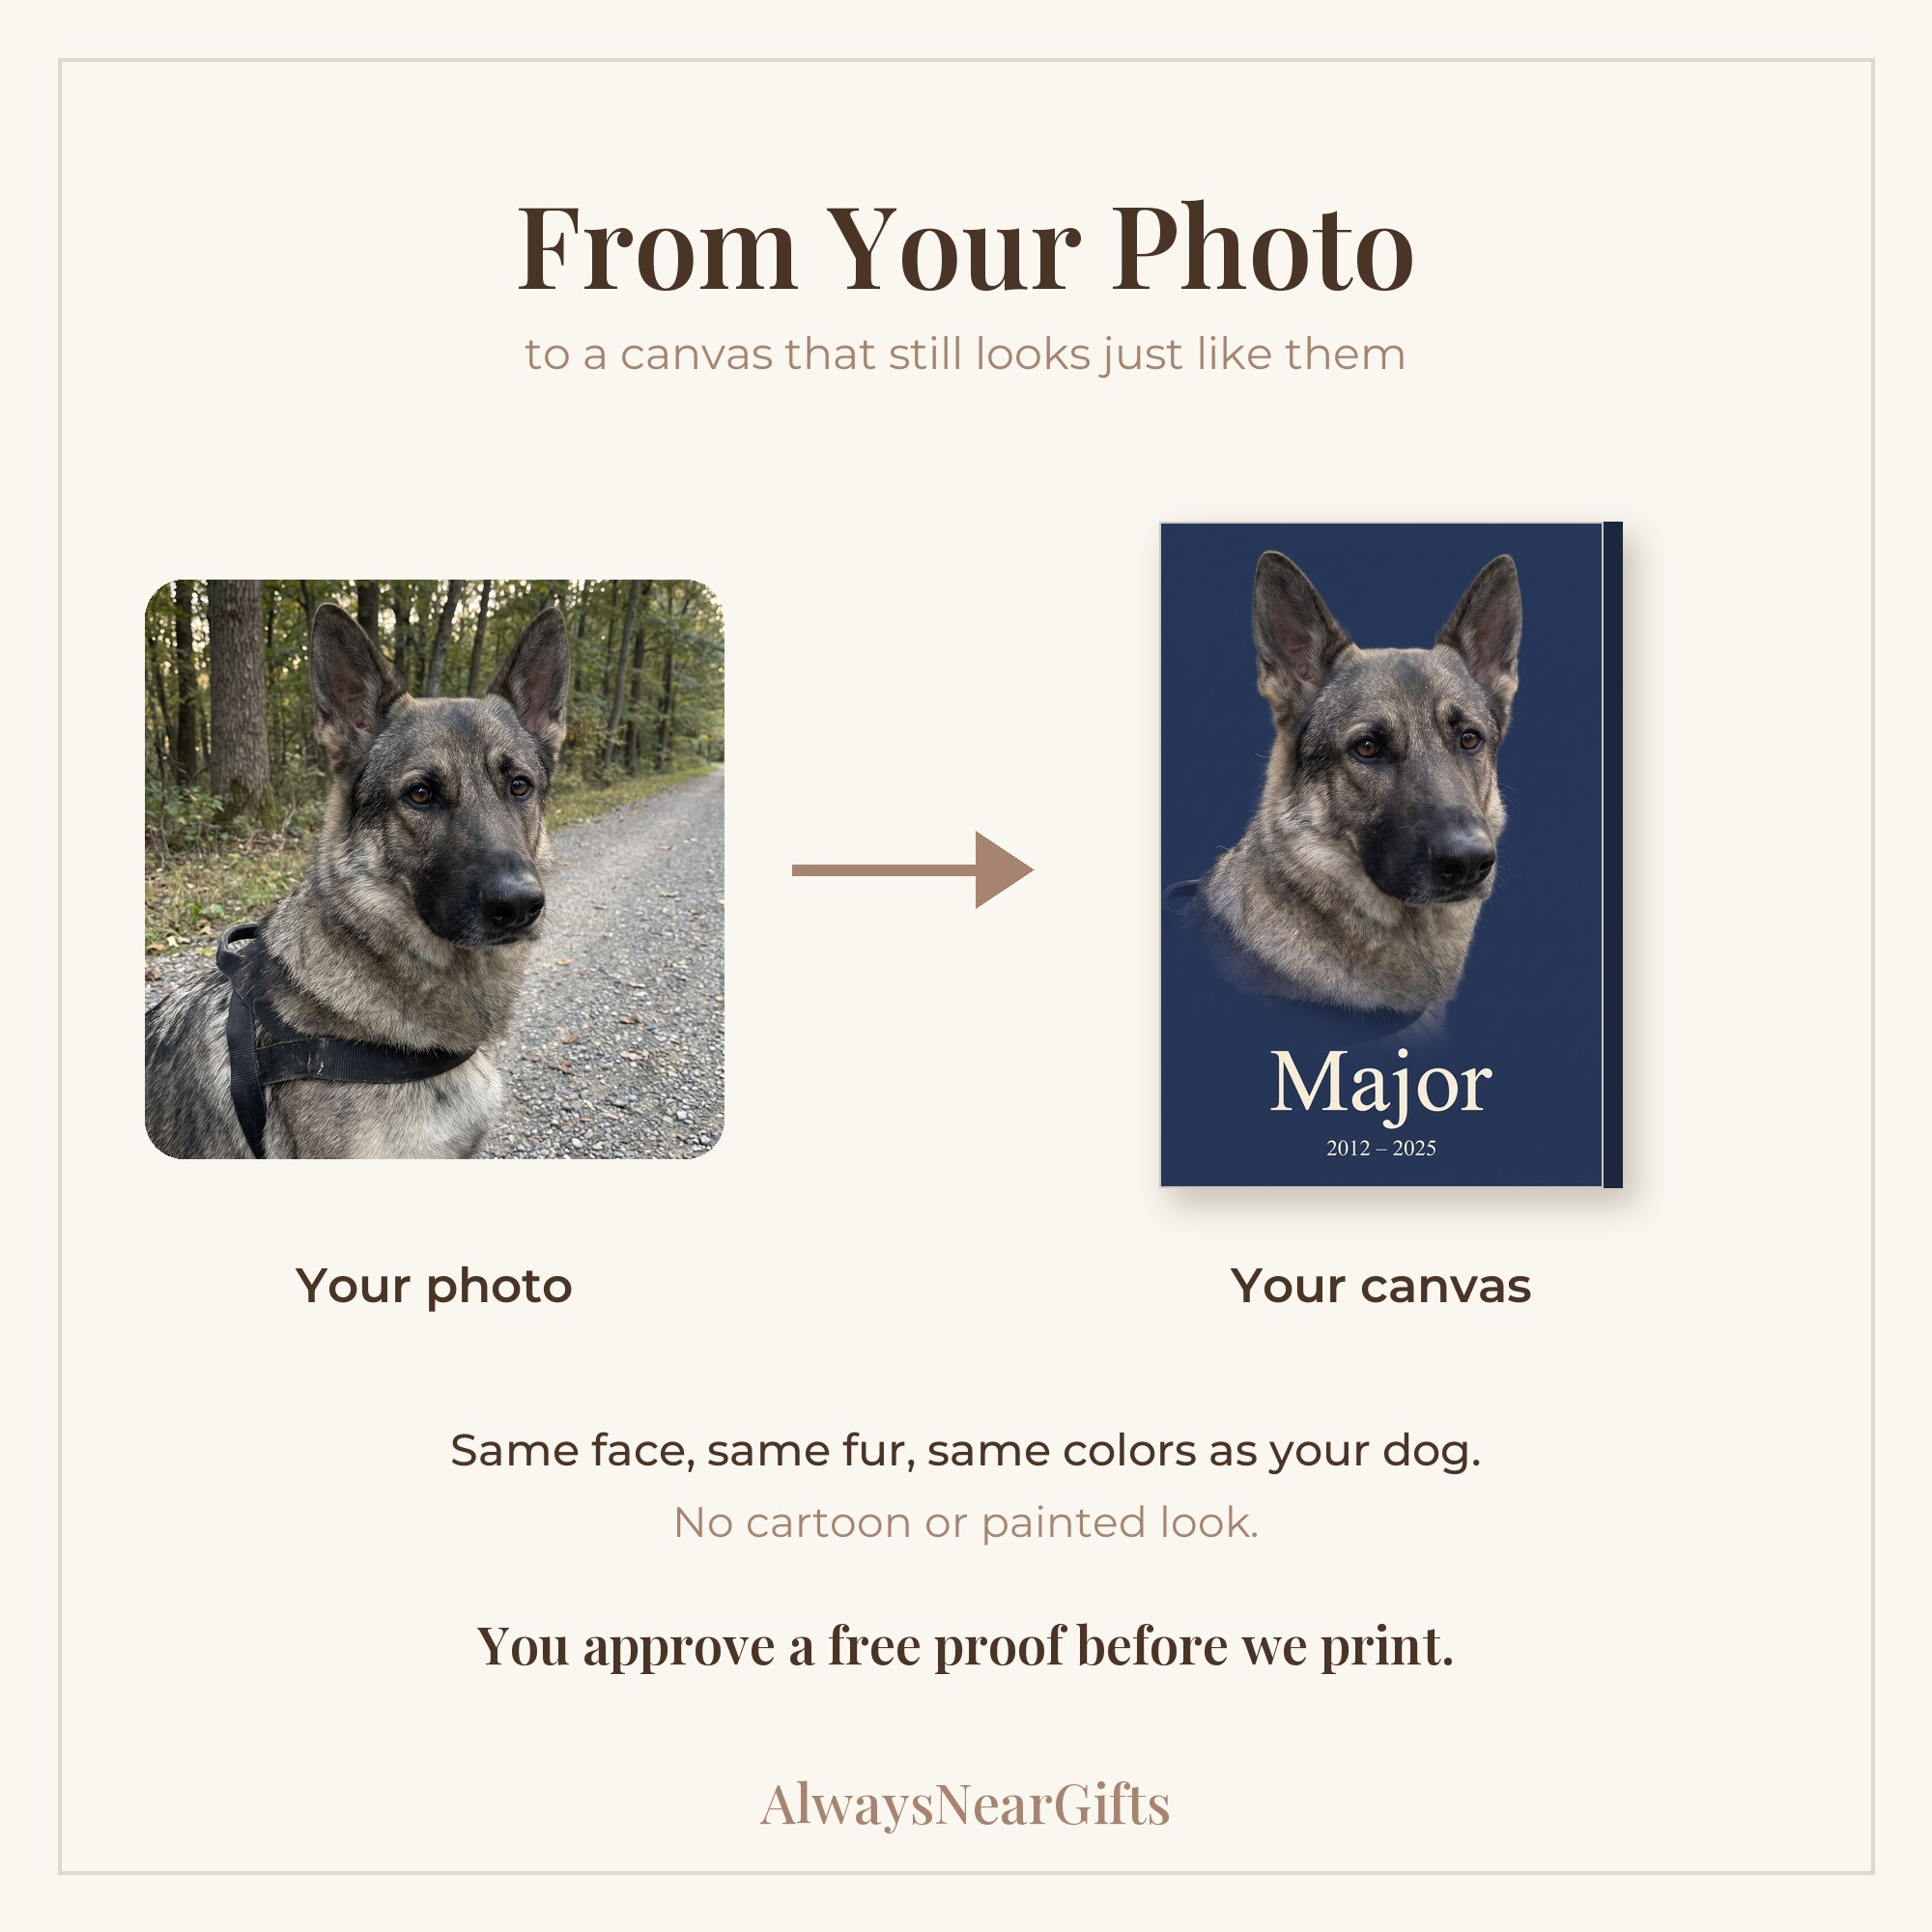 From Your Photo
to a canvas that still looks just like them
Major
2012 – 2025
Your photo
Your canvas
Same face, same fur, same colors as your dog.
No cartoon or painted look.
You approve a free proof before we print.
AlwaysNearGifts